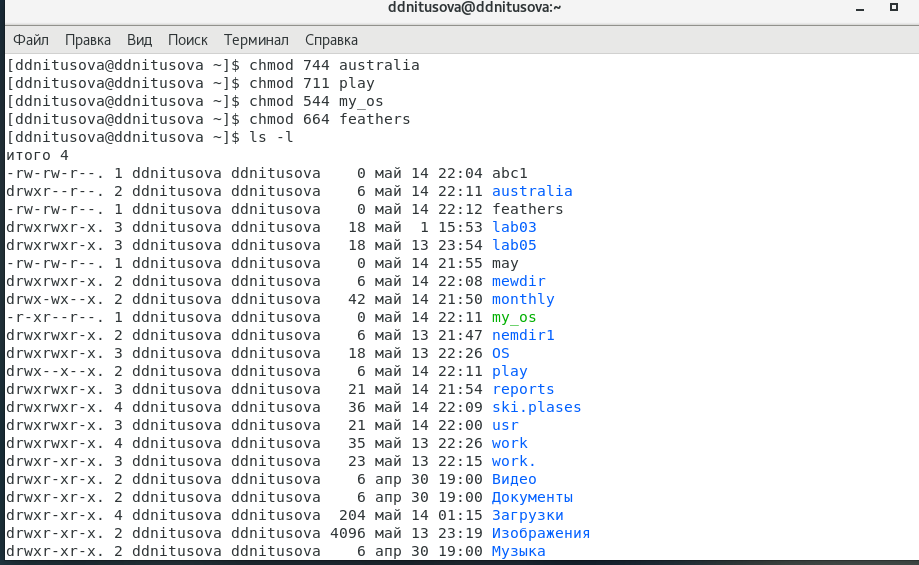 ddnitusova@ddnitusova:~
Файл Правка Вид Поиск Терминал Справка
[ddnitusova@ddnitusova ~]$ chmod 744 australia
[ddnitusova@ddnitusova ~]$ chmod 711 play
[ddnitusova@ddnitusova ~]$ chmod 544 my_os
[ddnitusova@ddnitusova ~]$ chmod 664 feathers
[ddnitusova@ddnitusova ~]$ ls -l
итого 4
-rw-rw-r--. 1 ddnitusova ddnitusova    0 май 14 22:04 abc1
drwxr--r--. 2 ddnitusova ddnitusova    6 май 14 22:11 australia
-rw-rw-r--. 1 ddnitusova ddnitusova    0 май 14 22:12 feathers
drwxrwxr-x. 3 ddnitusova ddnitusova   18 май  1 15:53 lab03
drwxrwxr-x. 3 ddnitusova ddnitusova   18 май 13 23:54 lab05
-rw-rw-r--. 1 ddnitusova ddnitusova    0 май 14 21:55 may
drwxrwxr-x. 2 ddnitusova ddnitusova    6 май 14 22:08 mewdir
drwx-wx--x. 2 ddnitusova ddnitusova   42 май 14 21:50 monthly
-r-xr--r--. 1 ddnitusova ddnitusova    0 май 14 22:11 my_os
drwxrwxr-x. 2 ddnitusova ddnitusova    6 май 13 21:47 nemdir1
drwxrwxr-x. 3 ddnitusova ddnitusova   18 май 13 22:26 OS
drwx--x--x. 2 ddnitusova ddnitusova    6 май 14 22:11 play
drwxrwxr-x. 3 ddnitusova ddnitusova   21 май 14 21:54 reports
drwxrwxr-x. 4 ddnitusova ddnitusova   36 май 14 22:09 ski.plases
drwxrwxr-x. 3 ddnitusova ddnitusova   21 май 14 22:00 usr
drwxrwxr-x. 4 ddnitusova ddnitusova   35 май 13 22:26 work
drwxr-xr-x. 3 ddnitusova ddnitusova   23 май 13 22:15 work.
drwxr-xr-x. 2 ddnitusova ddnitusova    6 апр 30 19:00 Видео
drwxr-xr-x. 2 ddnitusova ddnitusova    6 апр 30 19:00 Документы
drwxr-xr-x. 4 ddnitusova ddnitusova  204 май 14 01:15 Загрузки
drwxr-xr-x. 2 ddnitusova ddnitusova 4096 май 13 23:19 Изображения
drwxr-xr-x. 2 ddnitusova ddnitusova    6 апр 30 19:00 Музыка